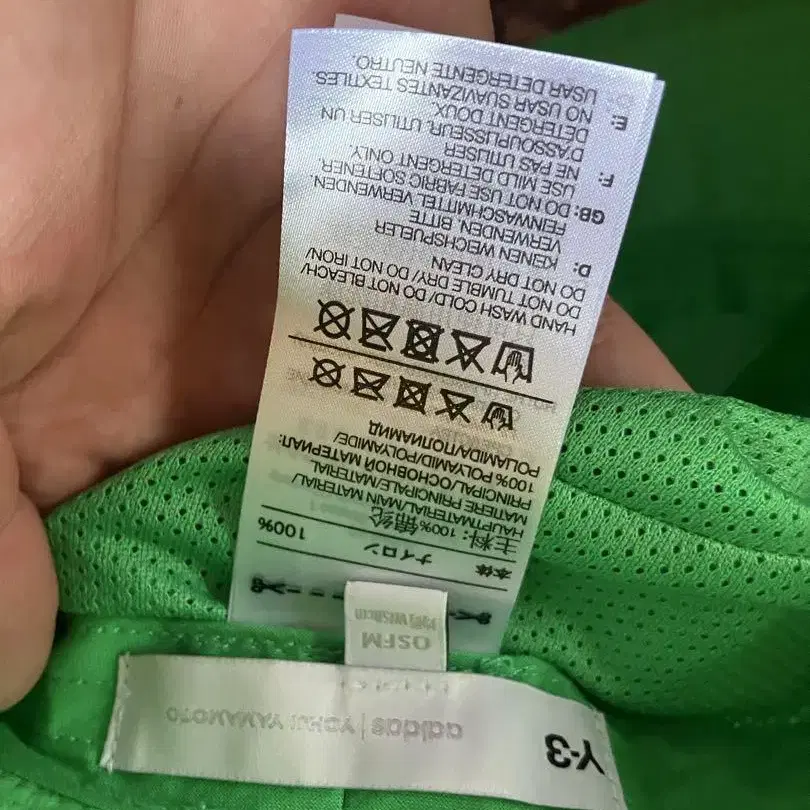 Y-3 adidas | YOHJI YAMAMOTO
OSFM
本体 ナイロン 100%
主料：100%锦纶
HAUPTMATERIAL/MAIN MATERIAL/
MATIERE PRINCIPALE/MATERIAL
PRINCIPAL/ОСНОВНОЙ МАТЕРИАЛ:
100% POLYAMID/POLYAMIDE/
POLIAMIDA/ПОЛИАМИД
HAND WASH COLD/ DO NOT BLEACH/
DO NOT TUMBLE DRY/ DO NOT IRON/
DO NOT DRY CLEAN
D: KEINEN WEICHSPUELER
VERWENDEN. BITTE
FEINWASCHMITTEL VERWENDEN.
GB: DO NOT USE FABRIC SOFTENER.
USE MILD DETERGENT ONLY.
F: NE PAS UTILISER
D'ASSOUPLISSEUR. UTILISER UN
DETERGENT DOUX.
E: NO USAR SUAVIZANTES TEXTILES.
USAR DETERGENTE NEUTRO.